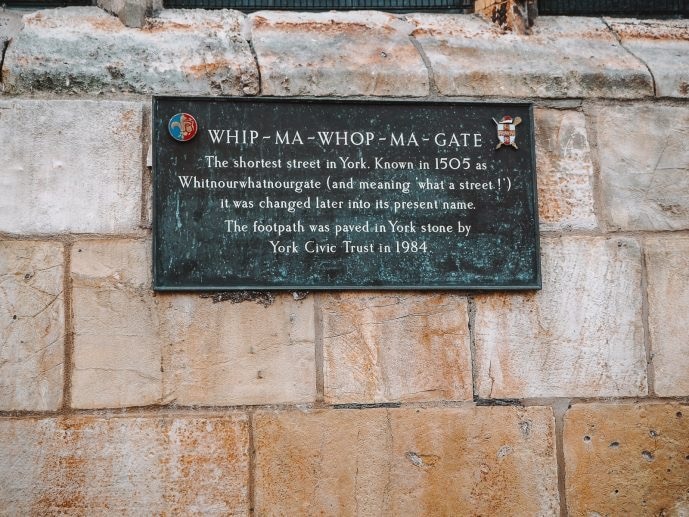 WHIP-MA-WHOP-MA-GATE
The shortest street in York. Known in 1505 as
Whitnourwhatnourgate (and meaning 'what a street!')
it was changed later into its present name.
The footpath was paved in York stone by
York Civic Trust in 1984.